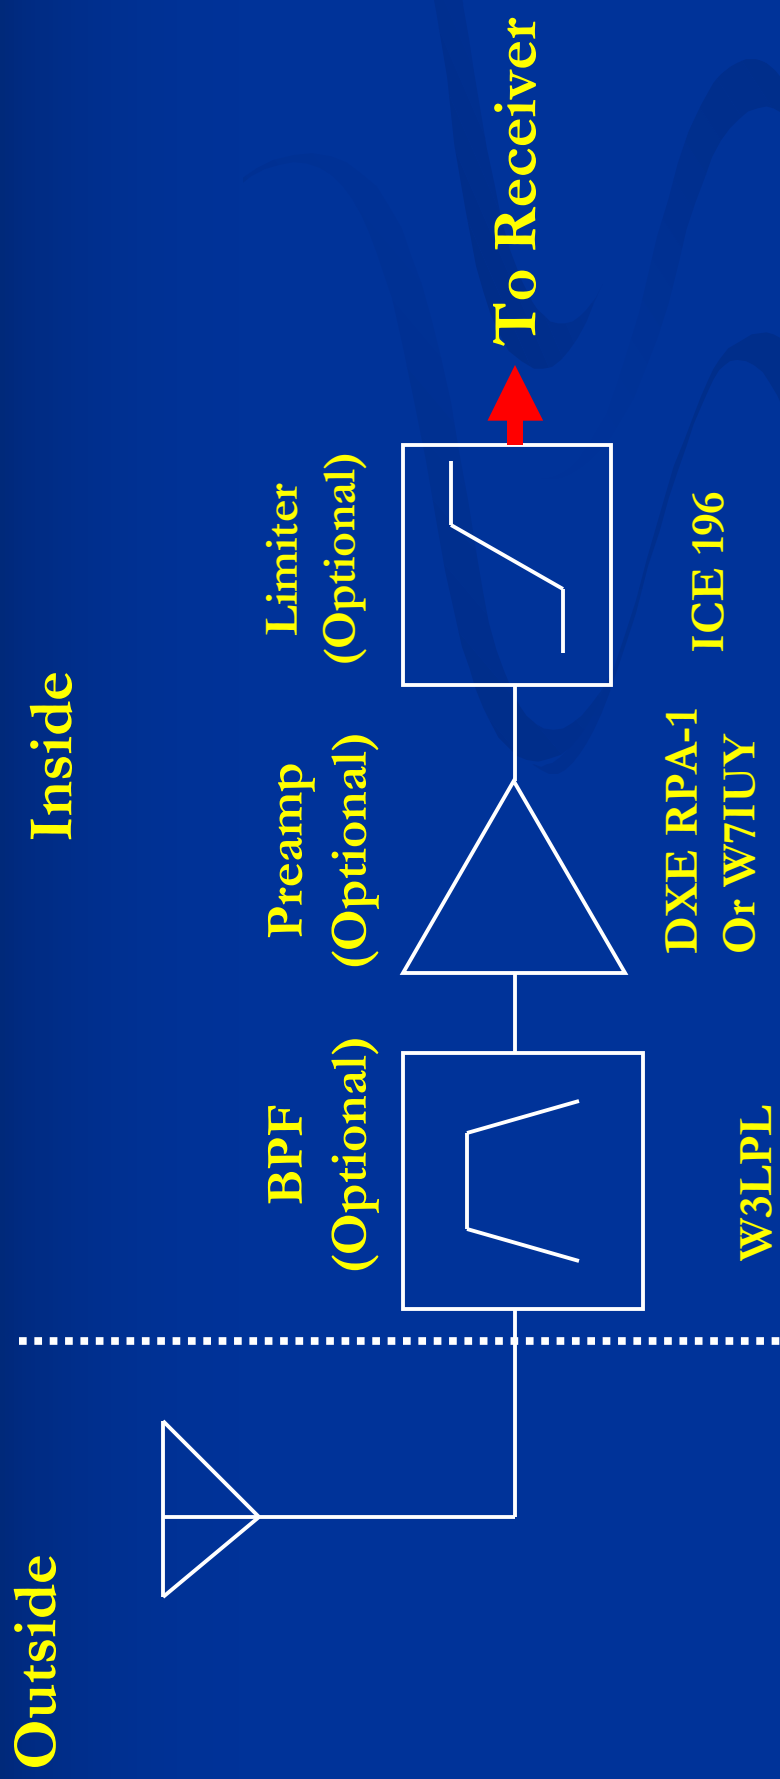 Outside
Inside
BPF
(Optional)
Preamp
(Optional)
Limiter
(Optional)
To Receiver
W3LPL
DXE RPA-1
Or W7IUY
ICE 196